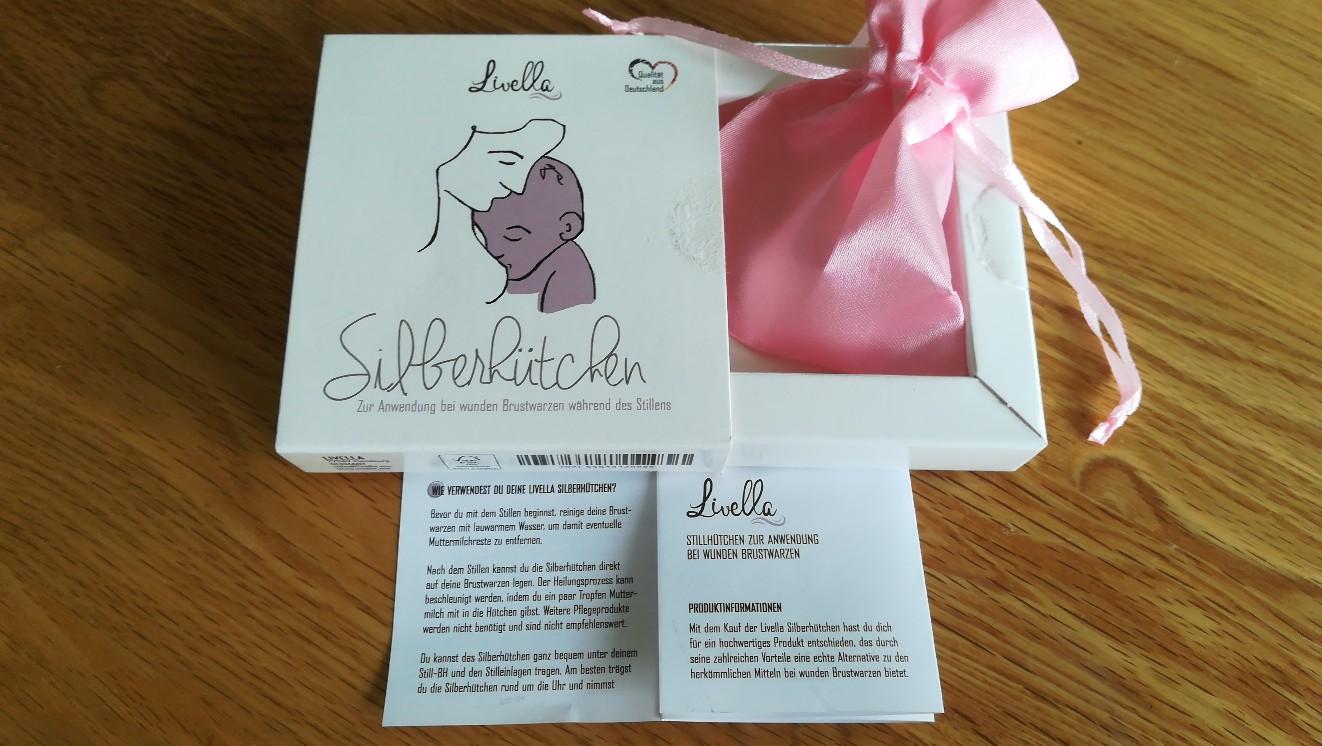 Livella
Qualität
aus
Deutschland
Silberhütchen
Zur Anwendung bei wunden Brustwarzen während des Stillens
LIVELLA
GERMANY
WIE VERWENDEST DU DEINE LIVELLA SILBERHÜTCHEN?
Bevor du mit dem Stillen beginnst, reinige deine Brust-
warzen mit lauwarmem Wasser, um damit eventuelle
Muttermilchreste zu entfernen.
Nach dem Stillen kannst du die Silberhütchen direkt
auf deine Brustwarzen legen. Der Heilungsprozess kann
beschleunigt werden, indem du ein paar Tropfen Mutter-
milch mit in die Hütchen gibst. Weitere Pflegeprodukte
werden nicht benötigt und sind nicht empfehlenswert.
Du kannst das Silberhütchen ganz bequem unter deinem
Still-BH und den Stilleinlagen tragen. Am besten trägst
du die Silberhütchen rund um die Uhr und nimmst
Livella
STILLHÜTCHEN ZUR ANWENDUNG
BEI WUNDEN BRUSTWARZEN
PRODUKTINFORMATIONEN
Mit dem Kauf der Livella Silberhütchen hast du dich
für ein hochwertiges Produkt entschieden, das durch
seine zahlreichen Vorteile eine echte Alternative zu den
herkömmlichen Mitteln bei wunden Brustwarzen bietet.